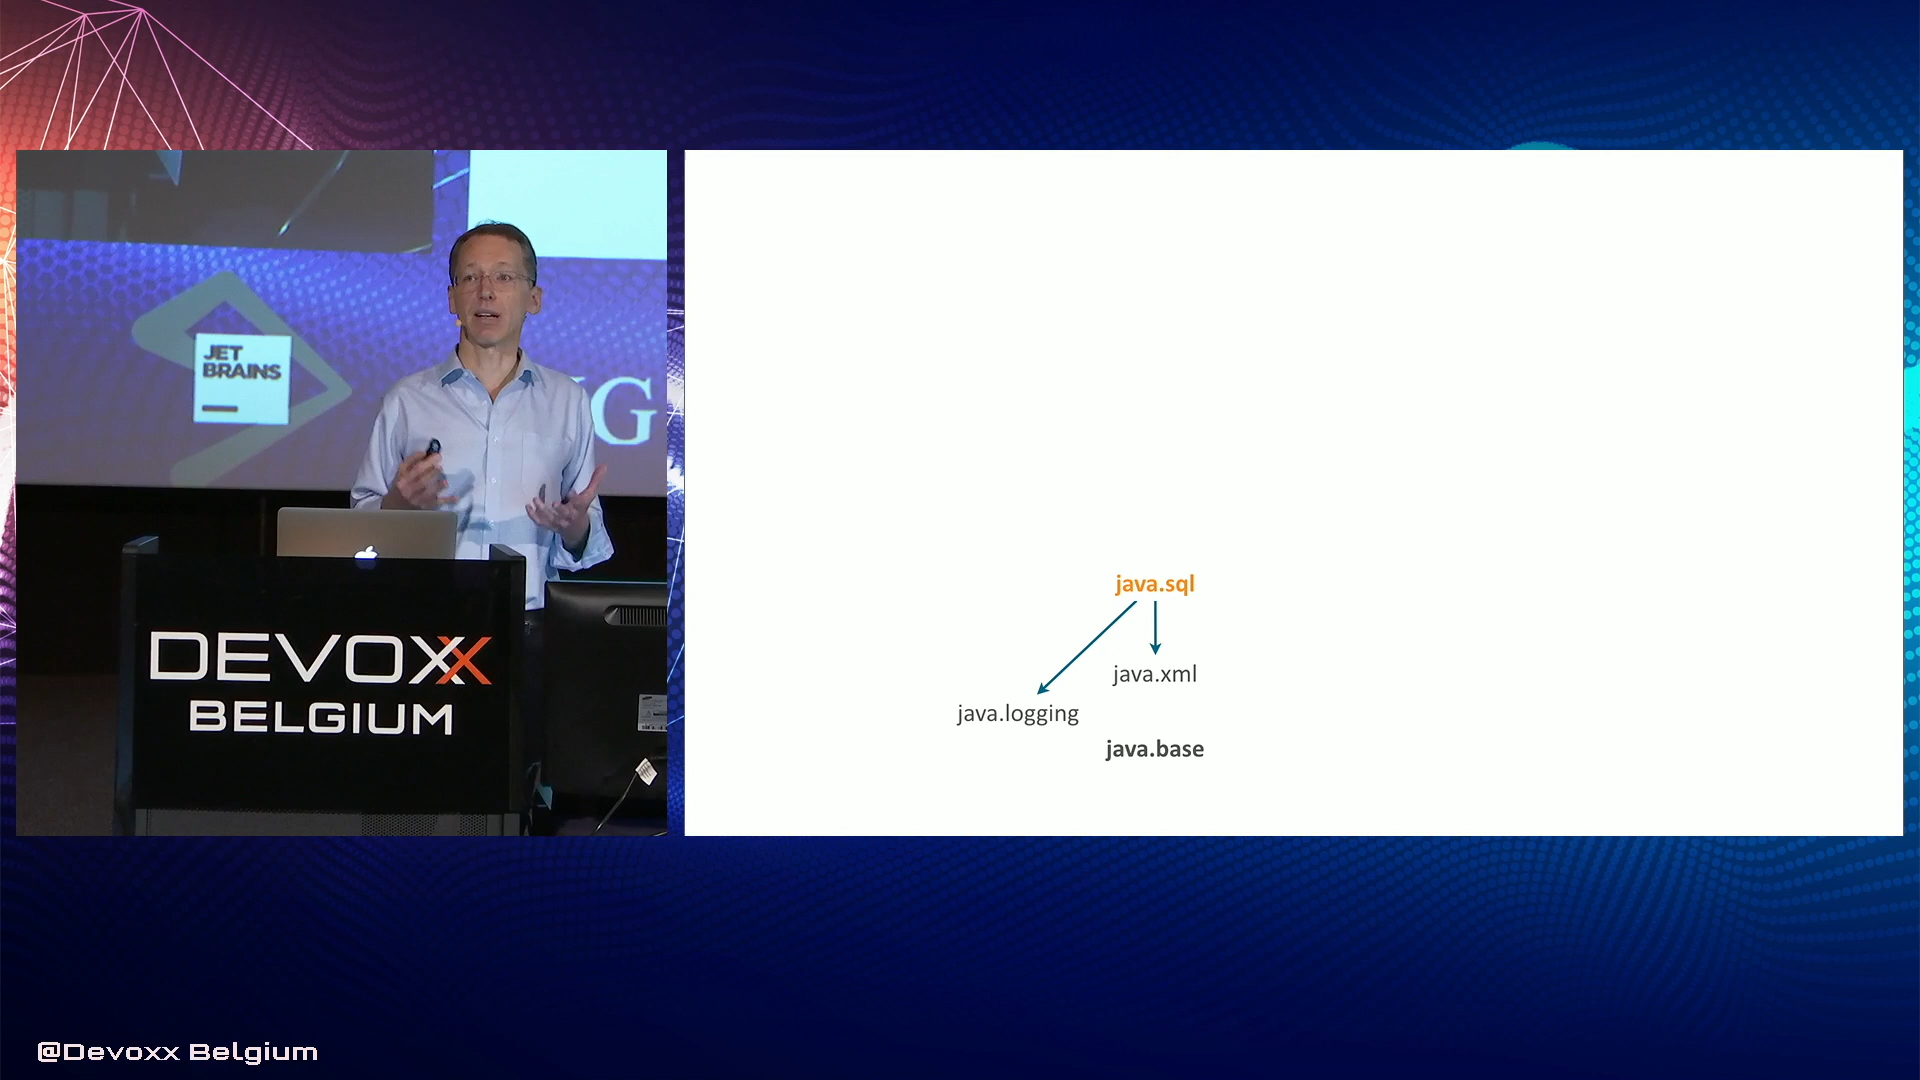 JET
BRAINS
G
DEVOXX
BELGIUM
java.sql
java.xml
java.logging
java.base
@Devoxx Belgium